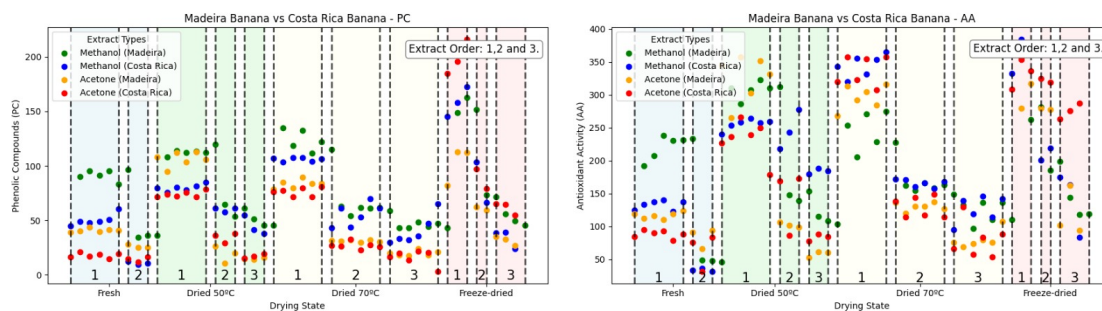 Madeira Banana vs Costa Rica Banana - PC
Phenolic Compounds (PC)
200
150
100
50
0
Extract Types
Methanol (Madeira)
Methanol (Costa Rica)
Acetone (Madeira)
Acetone (Costa Rica)
Extract Order: 1,2 and 3.
1 2 1 2 3 1 2 3 1 2 3
Fresh Dried 50ºC Dried 70ºC Freeze-dried
Drying State
Madeira Banana vs Costa Rica Banana - AA
Antioxidant Activity (AA)
400
350
300
250
200
150
100
50
Extract Types
Methanol (Madeira)
Methanol (Costa Rica)
Acetone (Madeira)
Acetone (Costa Rica)
Extract Order: 1,2 and 3.
1 2 1 2 3 1 2 3 1 2 3
Fresh Dried 50ºC Dried 70ºC Freeze-dried
Drying State